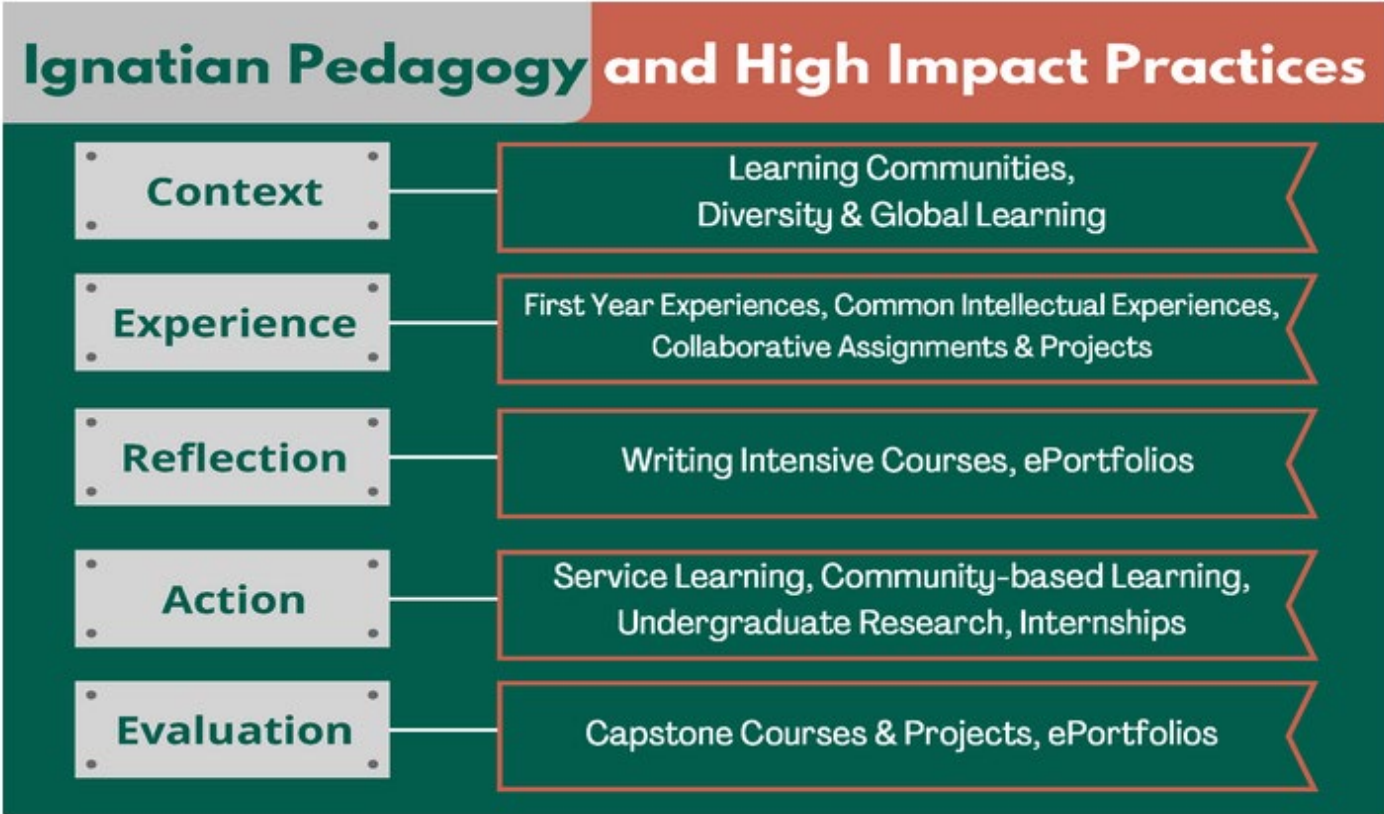 Ignatian Pedagogy and High Impact Practices
Context
Learning Communities,
Diversity & Global Learning
Experience
First Year Experiences, Common Intellectual Experiences,
Collaborative Assignments & Projects
Reflection
Writing Intensive Courses, ePortfolios
Action
Service Learning, Community-based Learning,
Undergraduate Research, Internships
Evaluation
Capstone Courses & Projects, ePortfolios